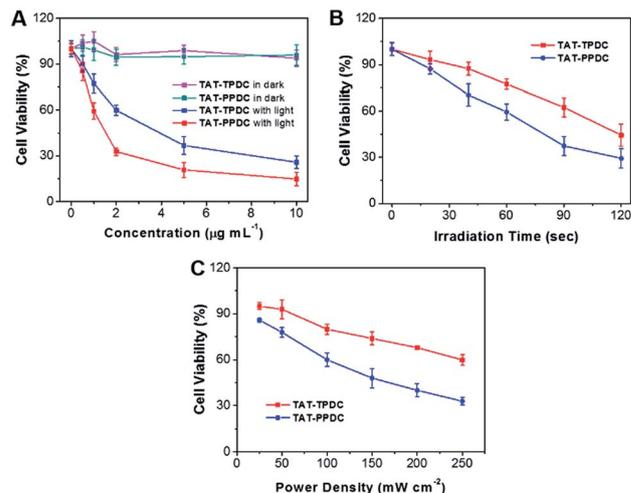 A
Cell Viability (%)
120
90
60
30
0
TAT-TPDC in dark
TAT-PPDC in dark
TAT-TPDC with light
TAT-PPDC with light
0 2 4 6 8 10
Concentration (μg mL⁻¹)
B
Cell Viability (%)
120
90
60
30
0
TAT-TPDC
TAT-PPDC
0 30 60 90 120
Irradiation Time (sec)
C
Cell Viability (%)
120
90
60
30
0
TAT-TPDC
TAT-PPDC
0 50 100 150 200 250
Power Density (mW cm⁻²)